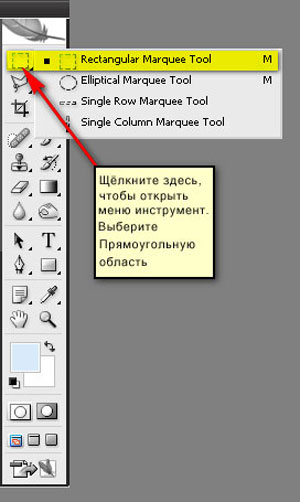 Rectangular Marquee Tool M
Elliptical Marquee Tool M
Single Row Marquee Tool
Single Column Marquee Tool
Щёлкните здесь,
чтобы открыть
меню инструмент.
Выберите
Прямоугольную
область
T